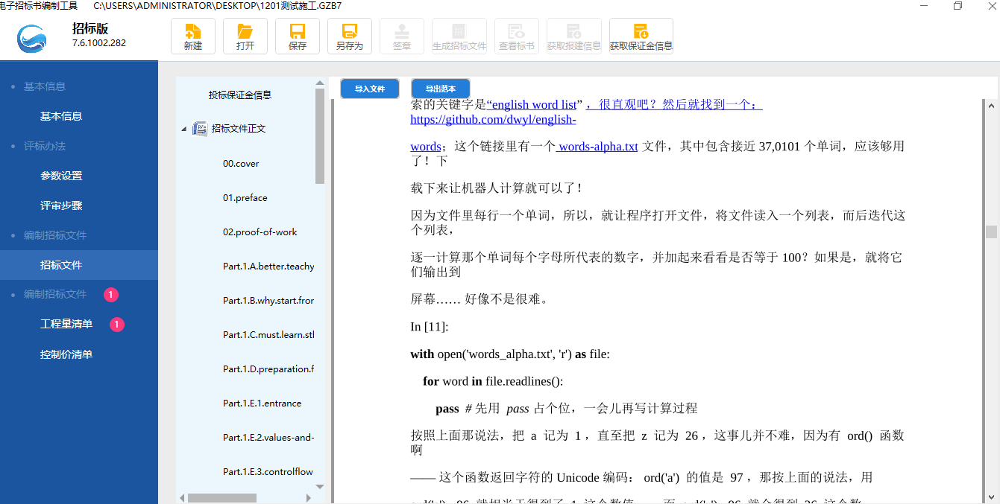 电子招标书编制工具 C:\USERS\ADMINISTRATOR\DESKTOP\1201测试施工.GZB7
招标版
7.6.1002.282
新建
打开
保存
另存为
签章
生成招标文件
查看标书
获取报建信息
获取保证金信息
基本信息
基本信息
评标办法
参数设置
评审步骤
编制招标文件
招标文件
编制招标文件 1
工程量清单 1
控制价清单
投标保证金信息
招标文件正文
00.cover
01.preface
02.proof-of-work
Part.1.A.better.teachy
Part.1.B.why.start.fror
Part.1.C.must.learn.stl
Part.1.D.preparation.f
Part.1.E.1.entrance
Part.1.E.2.values-and-
Part.1.E.3.controlflow
导入文件
导出范本
索的关键字是“english word list” ，很直观吧？然后就找到一个：
https://github.com/dwyl/english-
words；这个链接里有一个 words-alpha.txt 文件，其中包含接近 37,0101 个单词，应该够用
了！下
载下来让机器人计算就可以了！
因为文件里每行一个单词，所以，就让程序打开文件，将文件读入一个列表，而后迭代这
个列表，
逐一计算那个单词每个字母所代表的数字，并加起来看看是否等于 100？如果是，就将它
们输出到
屏幕…… 好像不是很难。
In [11]:
with open('words_alpha.txt', 'r') as file:
for word in file.readlines():
pass # 先用 pass 占个位，一会儿再写计算过程
按照上面那说法，把 a 记为 1 ，直至把 z 记为 26 ，这事儿并不难，因为有 ord() 函数
啊
—— 这个函数返回字符的 Unicode 编码： ord('a') 的值是 97 ，那按上面的说法，用